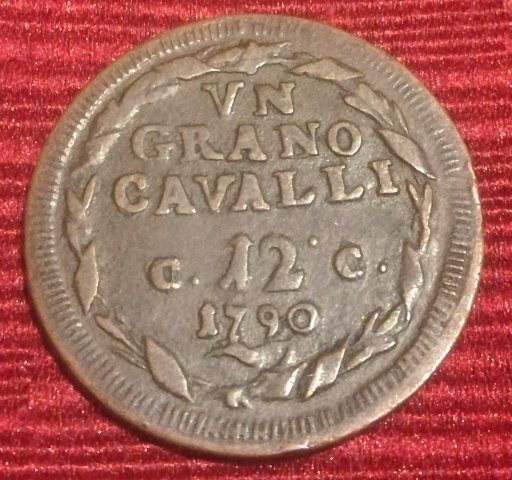 VN
GRANO
CAVALLI
C. 12· C.
1790